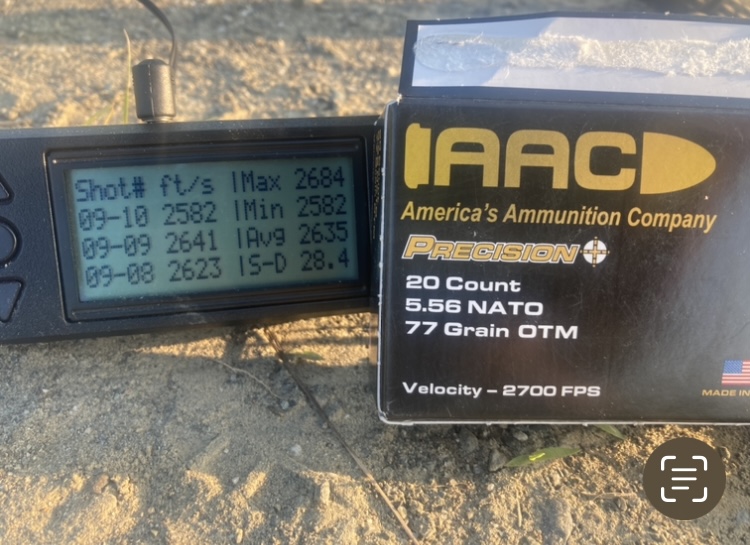 Shot# ft/s |Max 2684
09-10 2582 |Min 2582
09-09 2641 |Avg 2635
09-08 2623 |S-D 28.4
AAC
America's Ammunition Company
PRECISION
20 Count
5.56 NATO
77 Grain OTM
Velocity – 2700 FPS
MADE IN